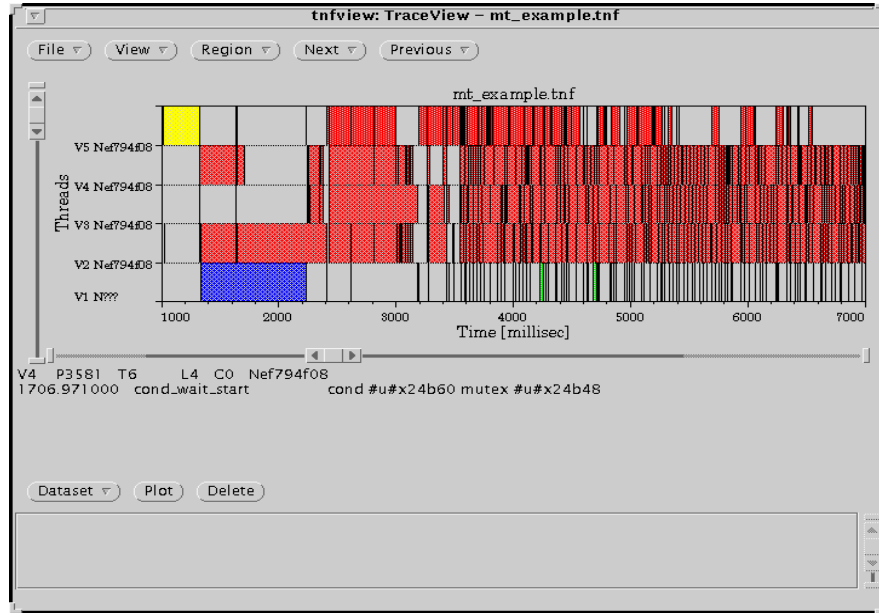 tnfview: TraceView – mt_example.tnf
File View Region Next Previous
mt_example.tnf
V5 Nef794f08
V4 Nef794f08
V3 Nef794f08
V2 Nef794f08
V1 N???
Threads
1000 2000 3000 4000 5000 6000 7000
Time [millisec]
V4 P3581 T6 L4 C0 Nef794f08
1706.971000 cond_wait_start cond #u#x24b60 mutex #u#x24b48
Dataset Plot Delete